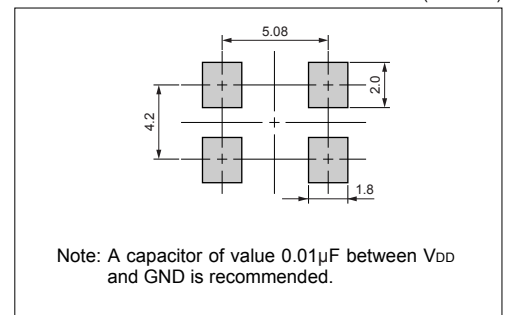 5.08
2.0
4.2
1.8
Note: A capacitor of value 0.01µF between VDD
and GND is recommended.